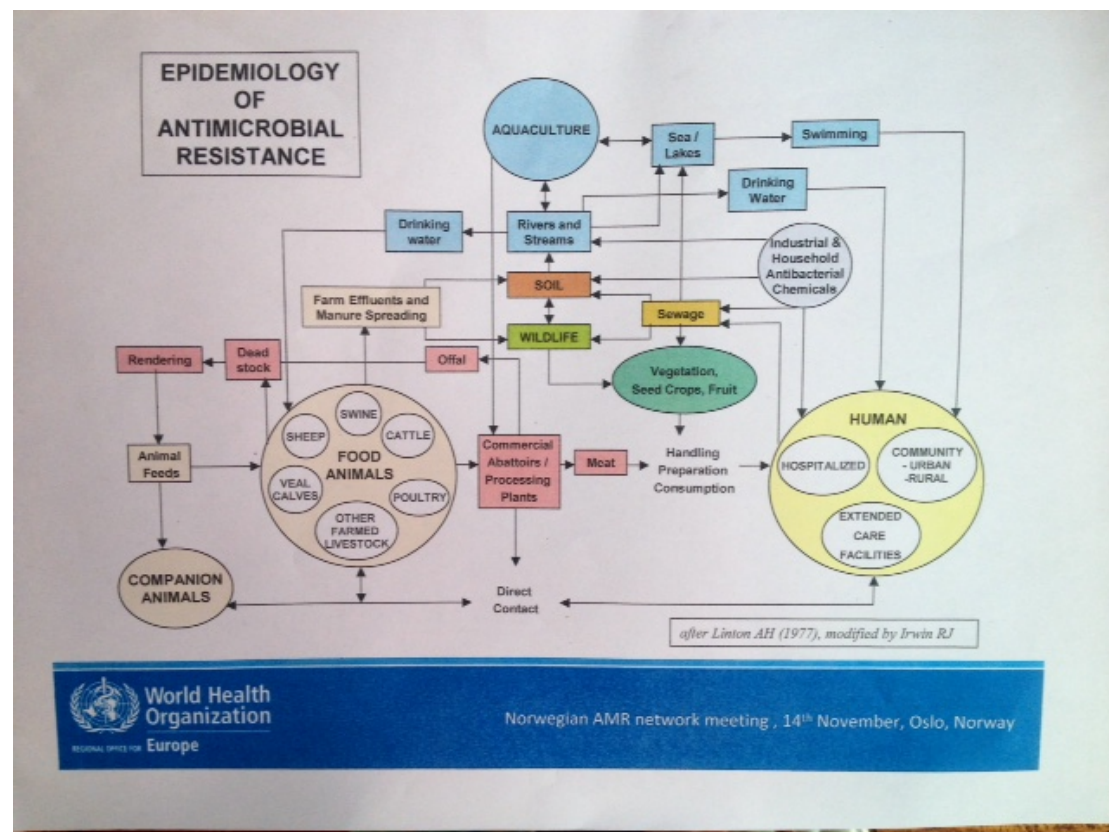 EPIDEMIOLOGY
OF
ANTIMICROBIAL
RESISTANCE
AQUACULTURE
Sea /
Lakes
Swimming
Drinking
Water
Drinking
water
Rivers and
Streams
Industrial &
Household
Antibacterial
Chemicals
SOIL
Farm Effluents and
Manure Spreading
Sewage
WILDLIFE
Rendering
Dead
stock
Offal
Vegetation,
Seed Crops, Fruit
SWINE
SHEEP
CATTLE
FOOD
ANIMALS
VEAL
CALVES
POULTRY
OTHER
FARMED
LIVESTOCK
Animal
Feeds
Commercial
Abattoirs /
Processing
Plants
Meat
Handling
Preparation
Consumption
HUMAN
HOSPITALIZED
COMMUNITY
- URBAN
-RURAL
EXTENDED
CARE
FACILITIES
COMPANION
ANIMALS
Direct
Contact
after Linton AH (1977), modified by Irwin RJ
World Health
Organization
REGIONAL OFFICE FOR Europe
Norwegian AMR network meeting , 14th November, Oslo, Norway